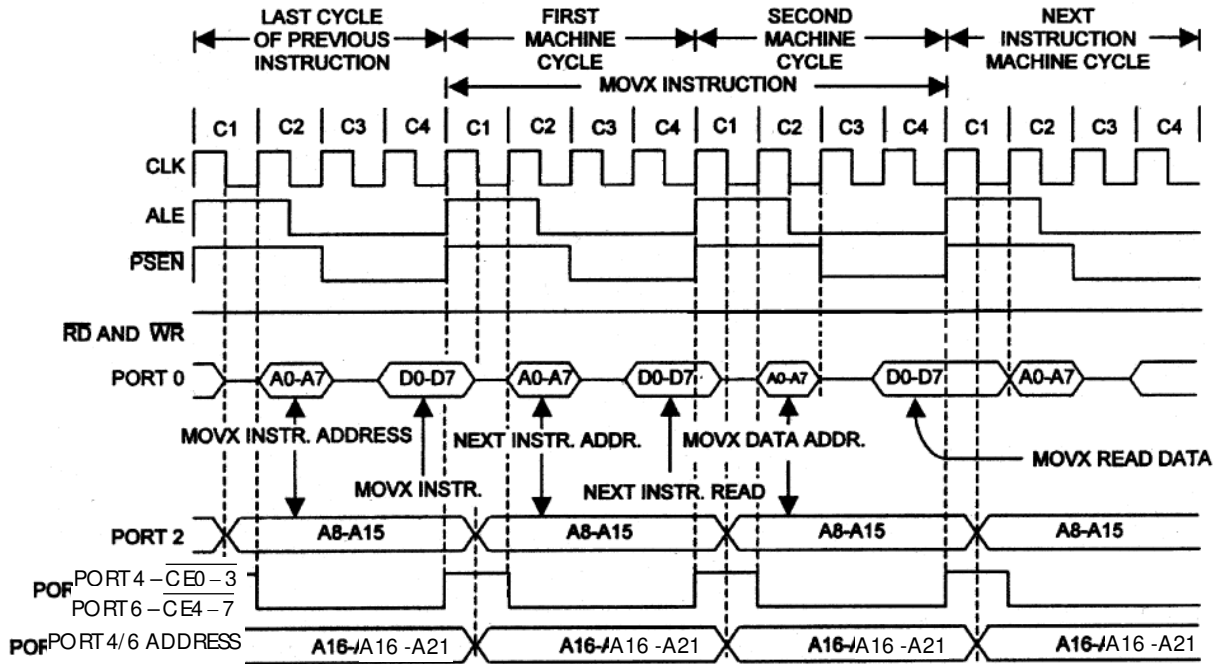 LAST CYCLE OF PREVIOUS INSTRUCTION
FIRST MACHINE CYCLE
SECOND MACHINE CYCLE
NEXT INSTRUCTION MACHINE CYCLE
MOVX INSTRUCTION
C1 C2 C3 C4 C1 C2 C3 C4 C1 C2 C3 C4 C1 C2 C3 C4
CLK
ALE
PSEN
RD AND WR
PORT 0 A0-A7 D0-D7 A0-A7 D0-D7 A0-A7 D0-D7 A0-A7
MOVX INSTR. ADDRESS NEXT INSTR. ADDR. MOVX DATA ADDR.
MOVX READ DATA
MOVX INSTR. NEXT INSTR. READ
PORT 2 A8-A15 A8-A15 A8-A15 A8-A15
PORT 4 – CE0 – 3
PORT 6 – CE4 – 7
PORT 4/6 ADDRESS A16 -A21 A16 -A21 A16 -A21 A16 -A21